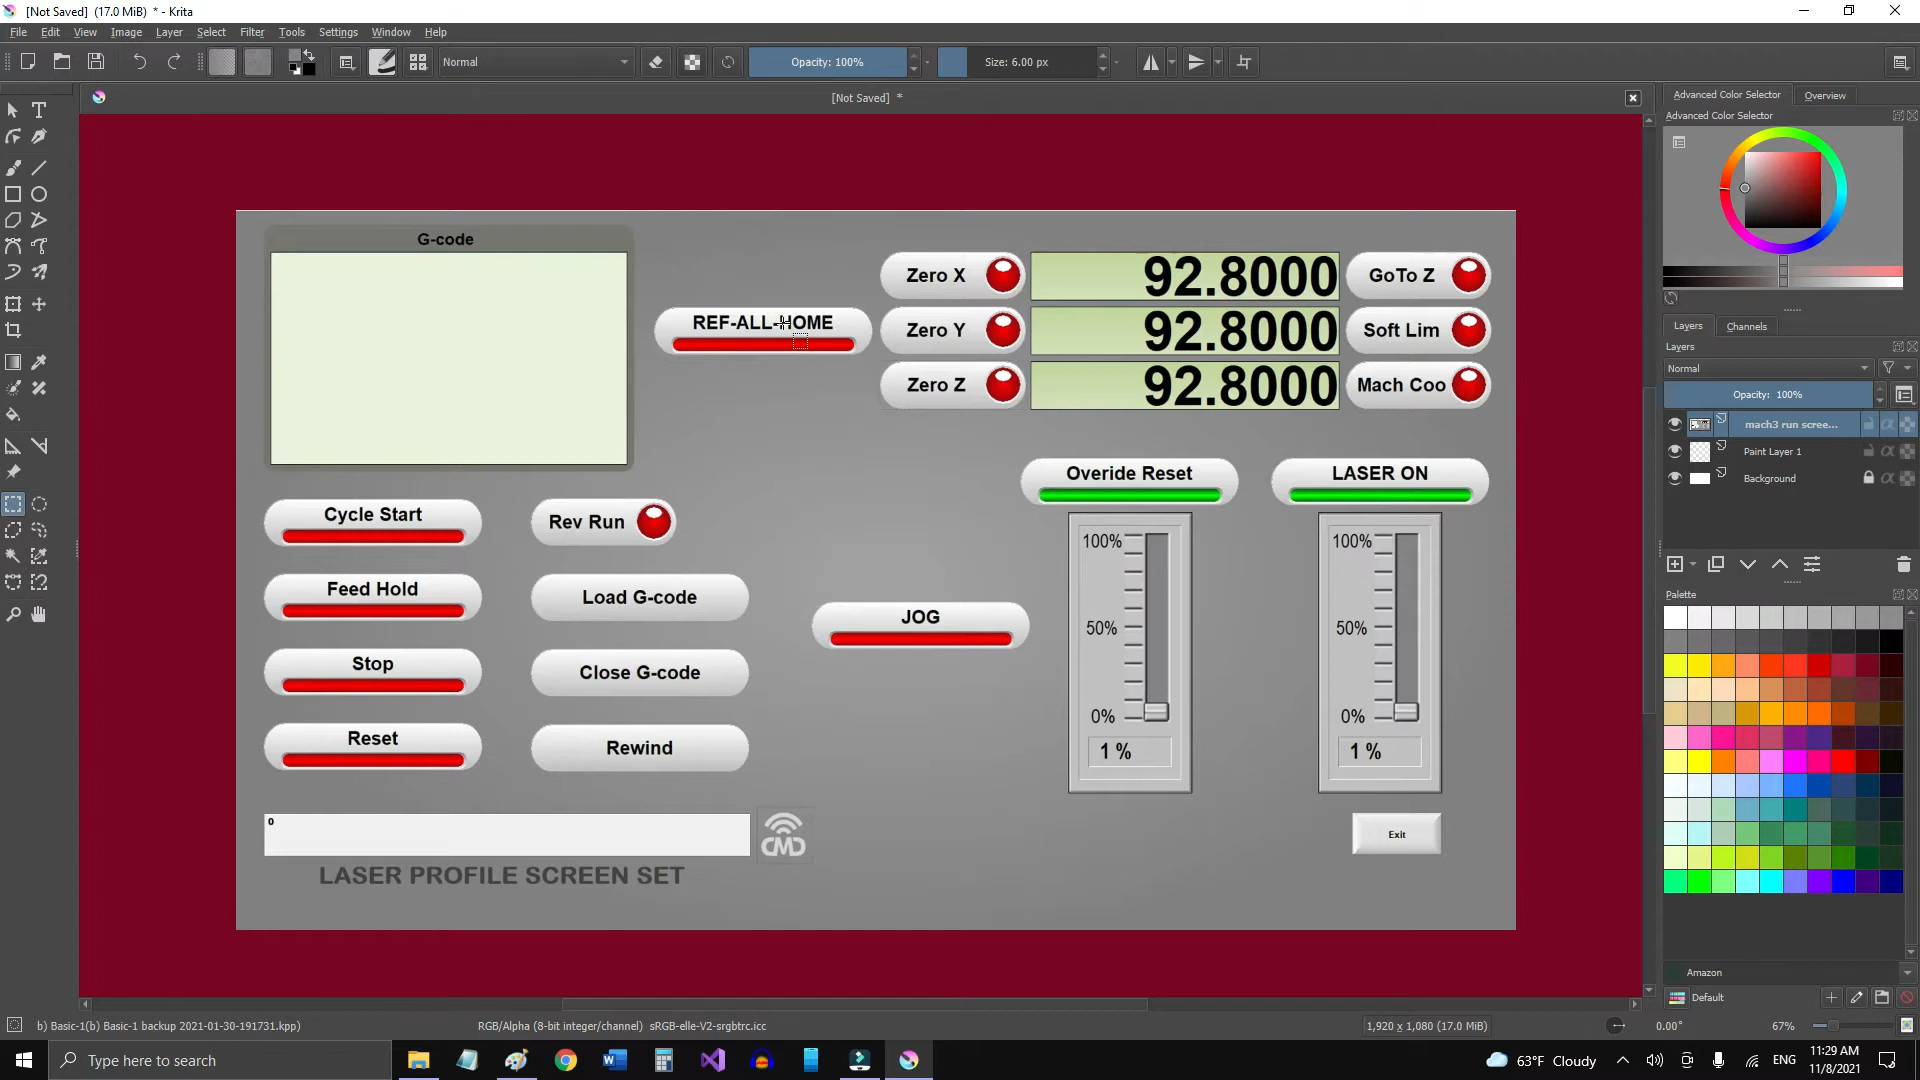 [Not Saved] (17.0 MiB) * - Krita
File Edit View Image Layer Select Filter Tools Settings Window Help
Normal
Opacity: 100%
Size: 6.00 px
[Not Saved] *
Advanced Color Selector
Overview
Advanced Color Selector
G-code
REF-ALL-HOME
Zero X
92.8000
GoTo Z
Zero Y
92.8000
Soft Lim
Zero Z
92.8000
Mach Coo
Layers
Channels
Layers
Normal
Opacity: 100%
mach3 run scree...
Paint Layer 1
Background
Overide Reset
LASER ON
Cycle Start
Rev Run
Feed Hold
Load G-code
Stop
Close G-code
Reset
Rewind
JOG
100%
50%
0%
1 %
100%
50%
0%
1 %
Exit
0
CMD
LASER PROFILE SCREEN SET
Palette
Amazon
Default
b) Basic-1(b) Basic-1 backup 2021-01-30-191731.kpp)
RGB/Alpha (8-bit integer/channel) sRGB-elle-V2-srgbtrc.icc
1,920 x 1,080 (17.0 MiB)
0.00°
67%
Type here to search
63°F Cloudy
ENG
11:29 AM
11/8/2021